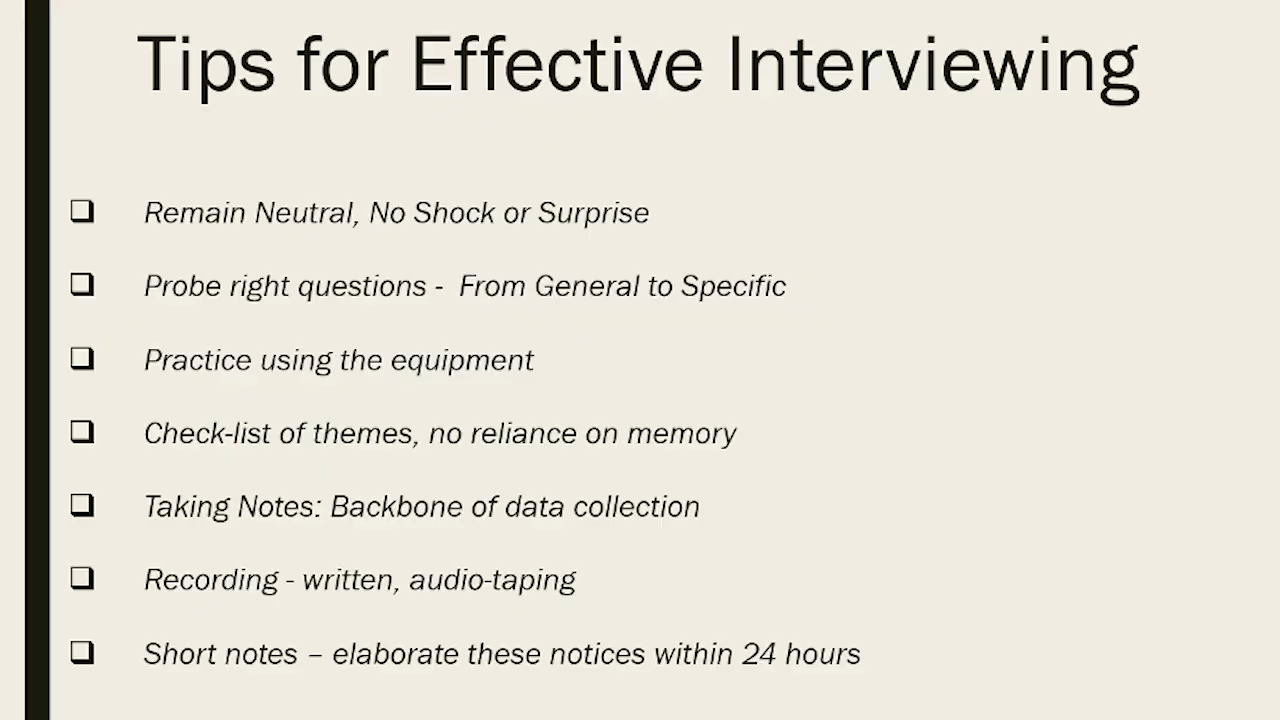 Tips for Effective Interviewing
Remain Neutral, No Shock or Surprise
Probe right questions - From General to Specific
Practice using the equipment
Check-list of themes, no reliance on memory
Taking Notes: Backbone of data collection
Recording - written, audio-taping
Short notes – elaborate these notices within 24 hours